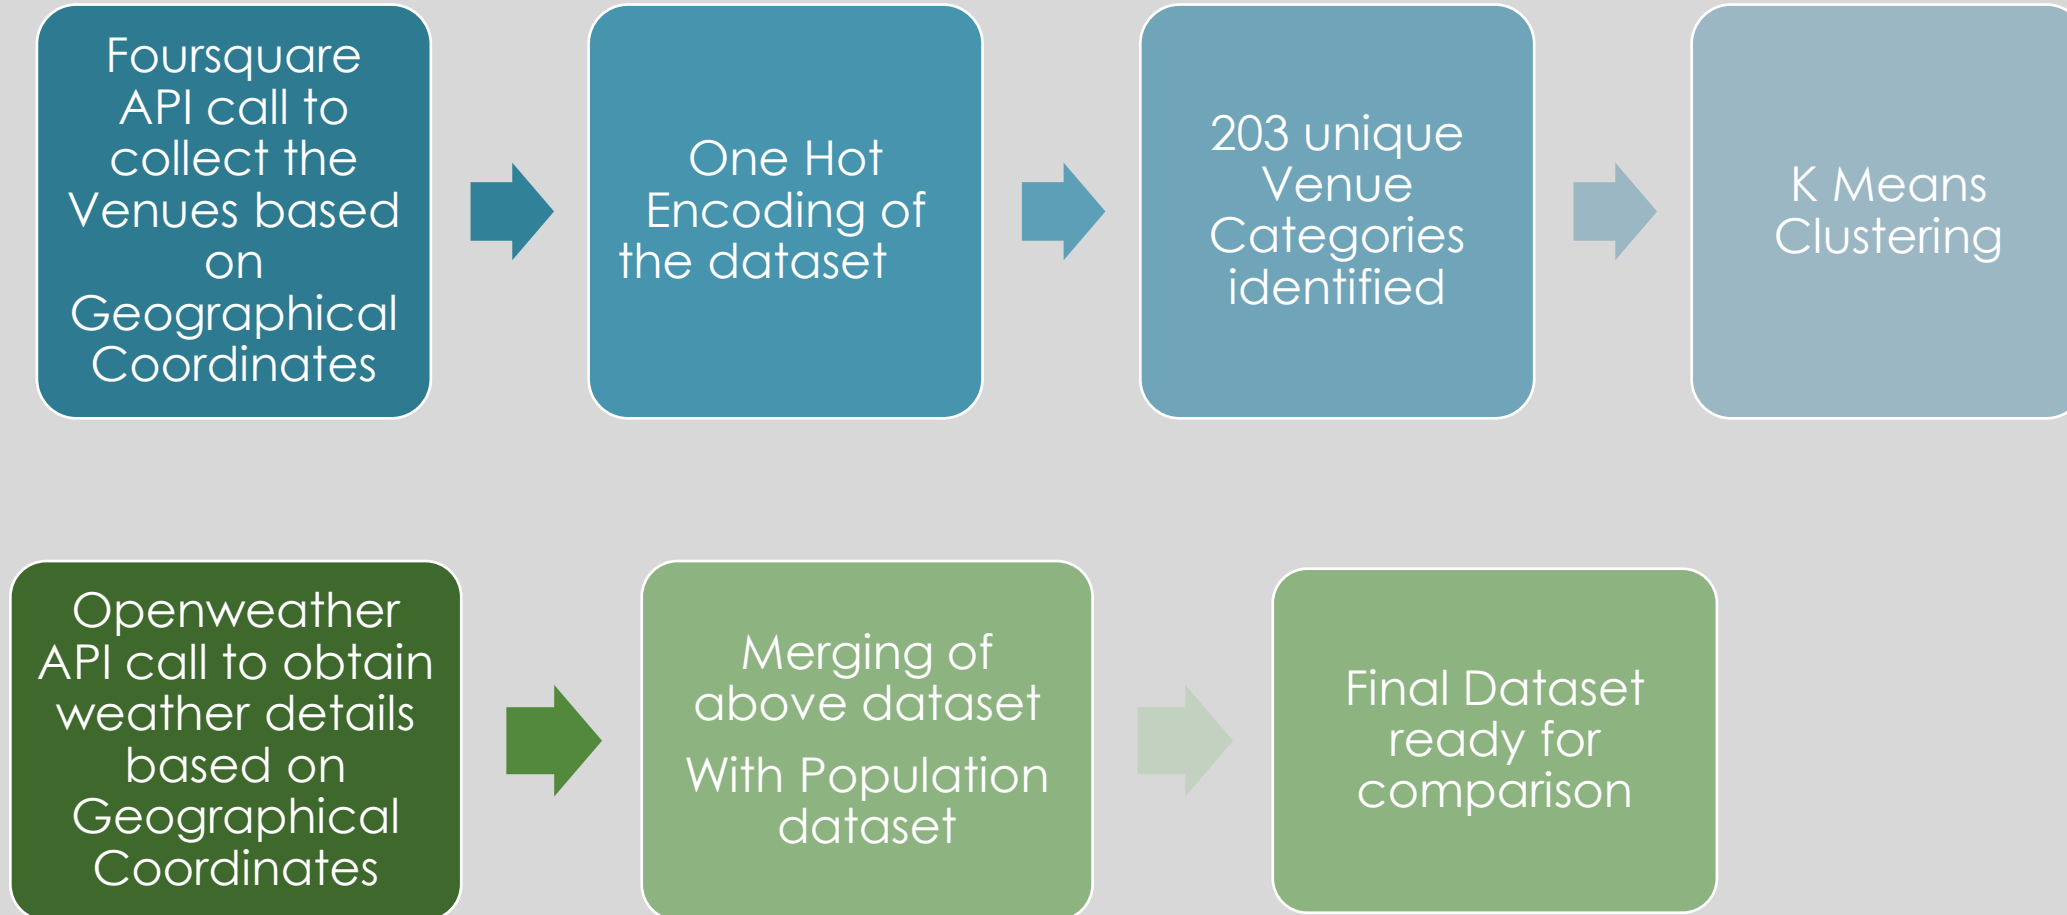 Foursquare
API call to
collect the
Venues based
on
Geographical
Coordinates
One Hot
Encoding of
the dataset
203 unique
Venue
Categories
identified
K Means
Clustering
Openweather
API call to obtain
weather details
based on
Geographical
Coordinates
Merging of
above dataset
With Population
dataset
Final Dataset
ready for
comparison